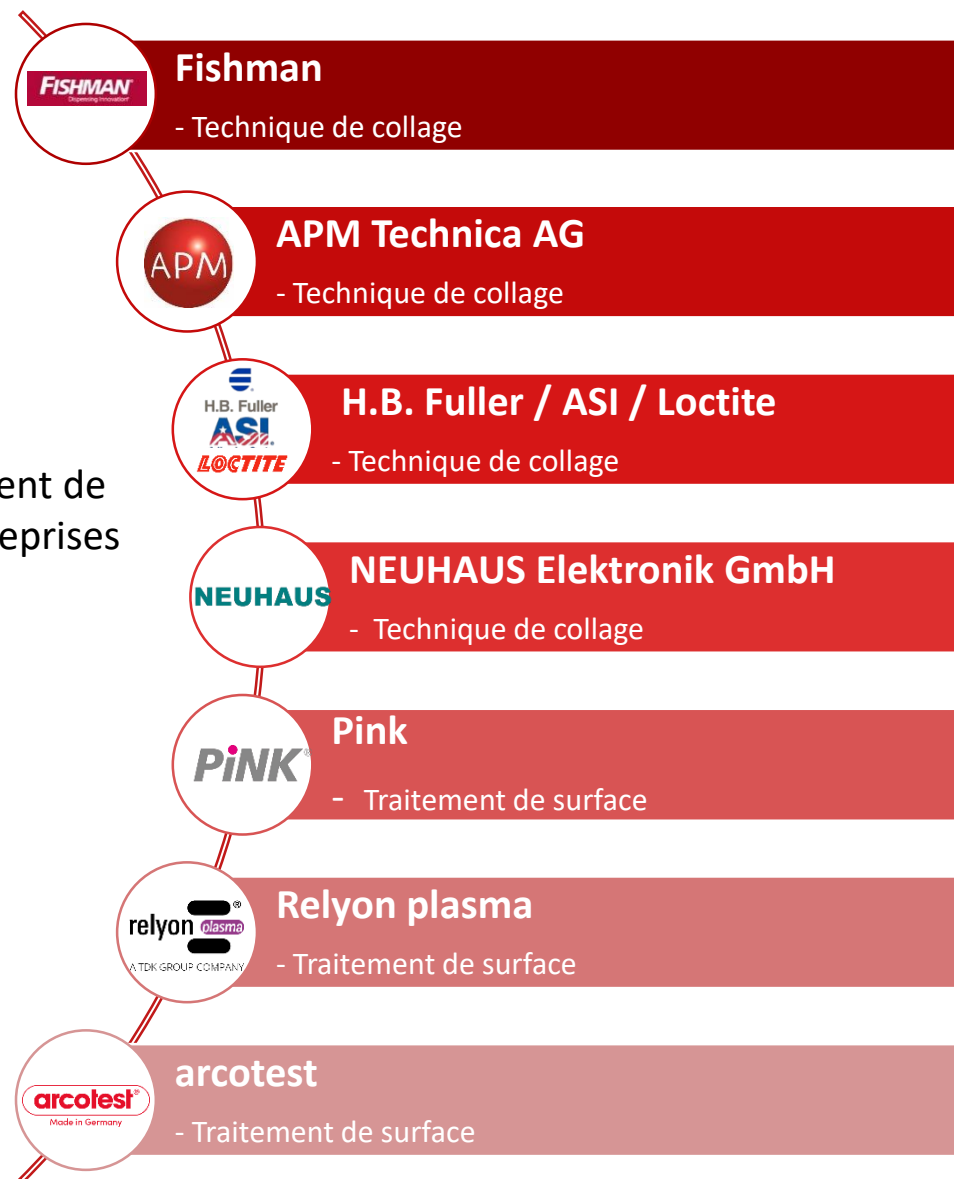 FISHMAN
Dispensing Innovation
Fishman
- Technique de collage
APM
APM Technica AG
- Technique de collage
H.B. Fuller
ASI.
LOCTITE
H.B. Fuller / ASI / Loctite
- Technique de collage
ent de
eprises
NEUHAUS
NEUHAUS Elektronik GmbH
- Technique de collage
PiNK®
Pink
- Traitement de surface
relyon plasma ®
A TDK GROUP COMPANY
Relyon plasma
- Traitement de surface
arcotest®
Made in Germany
arcotest
- Traitement de surface